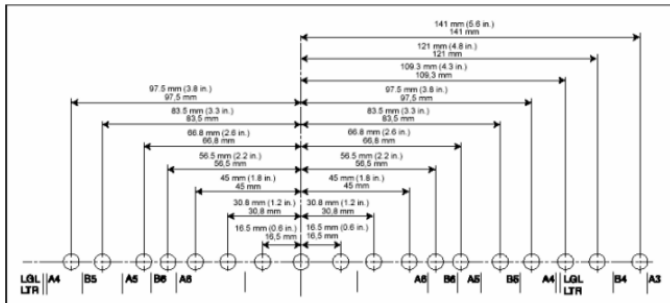 141 mm (5.6 in.)
141 mm
121 mm (4.8 in.)
121 mm
109.3 mm (4.3 in.)
109,3 mm
97.5 mm (3.8 in.)
97,5 mm
97.5 mm (3.8 in.)
97,5 mm
83.5 mm (3.3 in.)
83,5 mm
83.5 mm (3.3 in.)
83,5 mm
66.8 mm (2.6 in.)
66,8 mm
66.8 mm (2.6 in.)
66,8 mm
56.5 mm (2.2 in.)
56,5 mm
56.5 mm (2.2 in.)
56,5 mm
45 mm (1.8 in.)
45 mm
45 mm (1.8 in.)
45 mm
30.8 mm (1.2 in.)
30,8 mm
30.8 mm (1.2 in.)
30,8 mm
16.5 mm (0.6 in.)
16,5 mm
16.5 mm (0.6 in.)
16,5 mm
LGL A4 B5 A5 B6 A6 A6 B6 A5 B5 A4 LGL B4 A3
LTR LTR